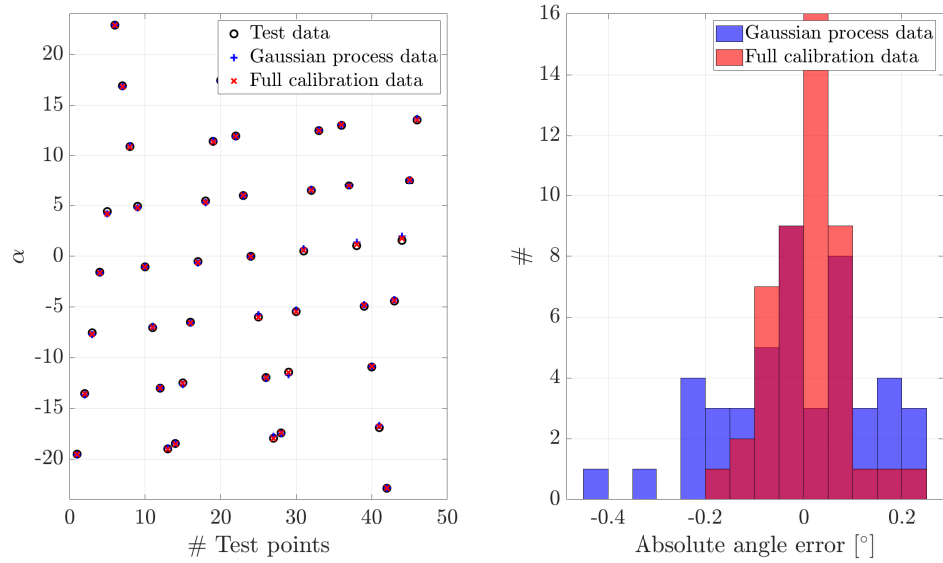 Test data
Gaussian process data
Full calibration data
20
15
10
5
0
-5
-10
-15
-20
α
0 10 20 30 40 50
# Test points
Gaussian process data
Full calibration data
16
14
12
10
8
6
4
2
0
#
-0.4 -0.2 0 0.2
Absolute angle error [°]